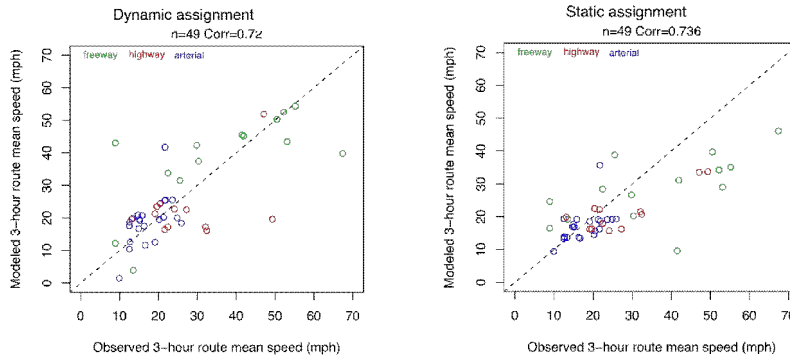 Dynamic assignment
n=49 Corr=0.72
freeway highway arterial
Modeled 3-hour route mean speed (mph)
70
60
50
40
30
20
10
0
0 10 20 30 40 50 60 70
Observed 3-hour route mean speed (mph)
Static assignment
n=49 Corr=0.736
freeway highway arterial
Modeled 3-hour route mean speed (mph)
70
60
50
40
30
20
10
0
0 10 20 30 40 50 60 70
Observed 3-hour route mean speed (mph)